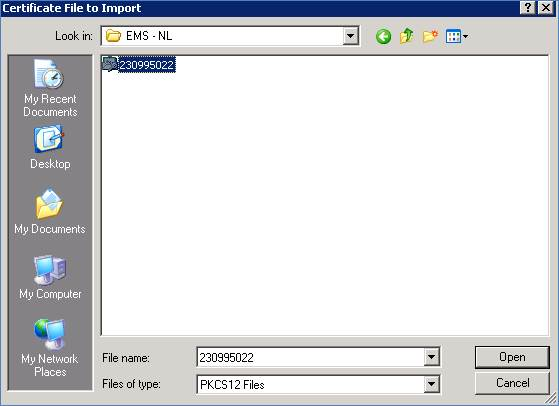 Certificate File to Import
Look in: EMS - NL
230995022
My Recent
Documents
Desktop
My Documents
My Computer
My Network
Places
File name: 230995022 Open
Files of type: PKCS12 Files Cancel